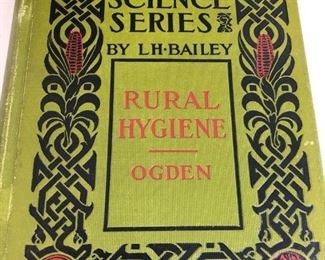 SCIENCE
SERIES
BY L·H·BAILEY
RURAL
HYGIENE
OGDEN